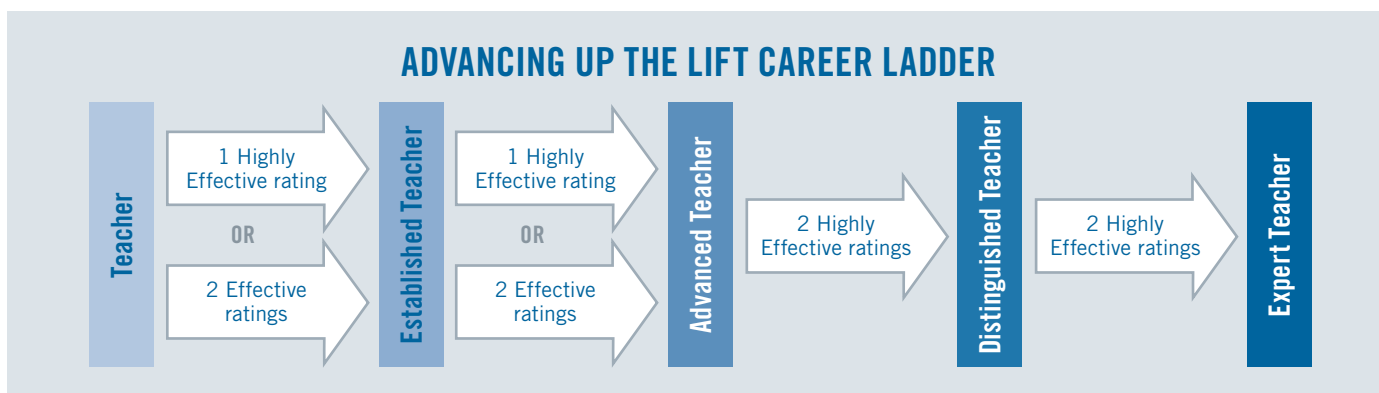 ADVANCING UP THE LIFT CAREER LADDER
Teacher
1 Highly
Effective rating
OR
2 Effective
ratings
Established Teacher
1 Highly
Effective rating
OR
2 Effective
ratings
Advanced Teacher
2 Highly
Effective ratings
Distinguished Teacher
2 Highly
Effective ratings
Expert Teacher